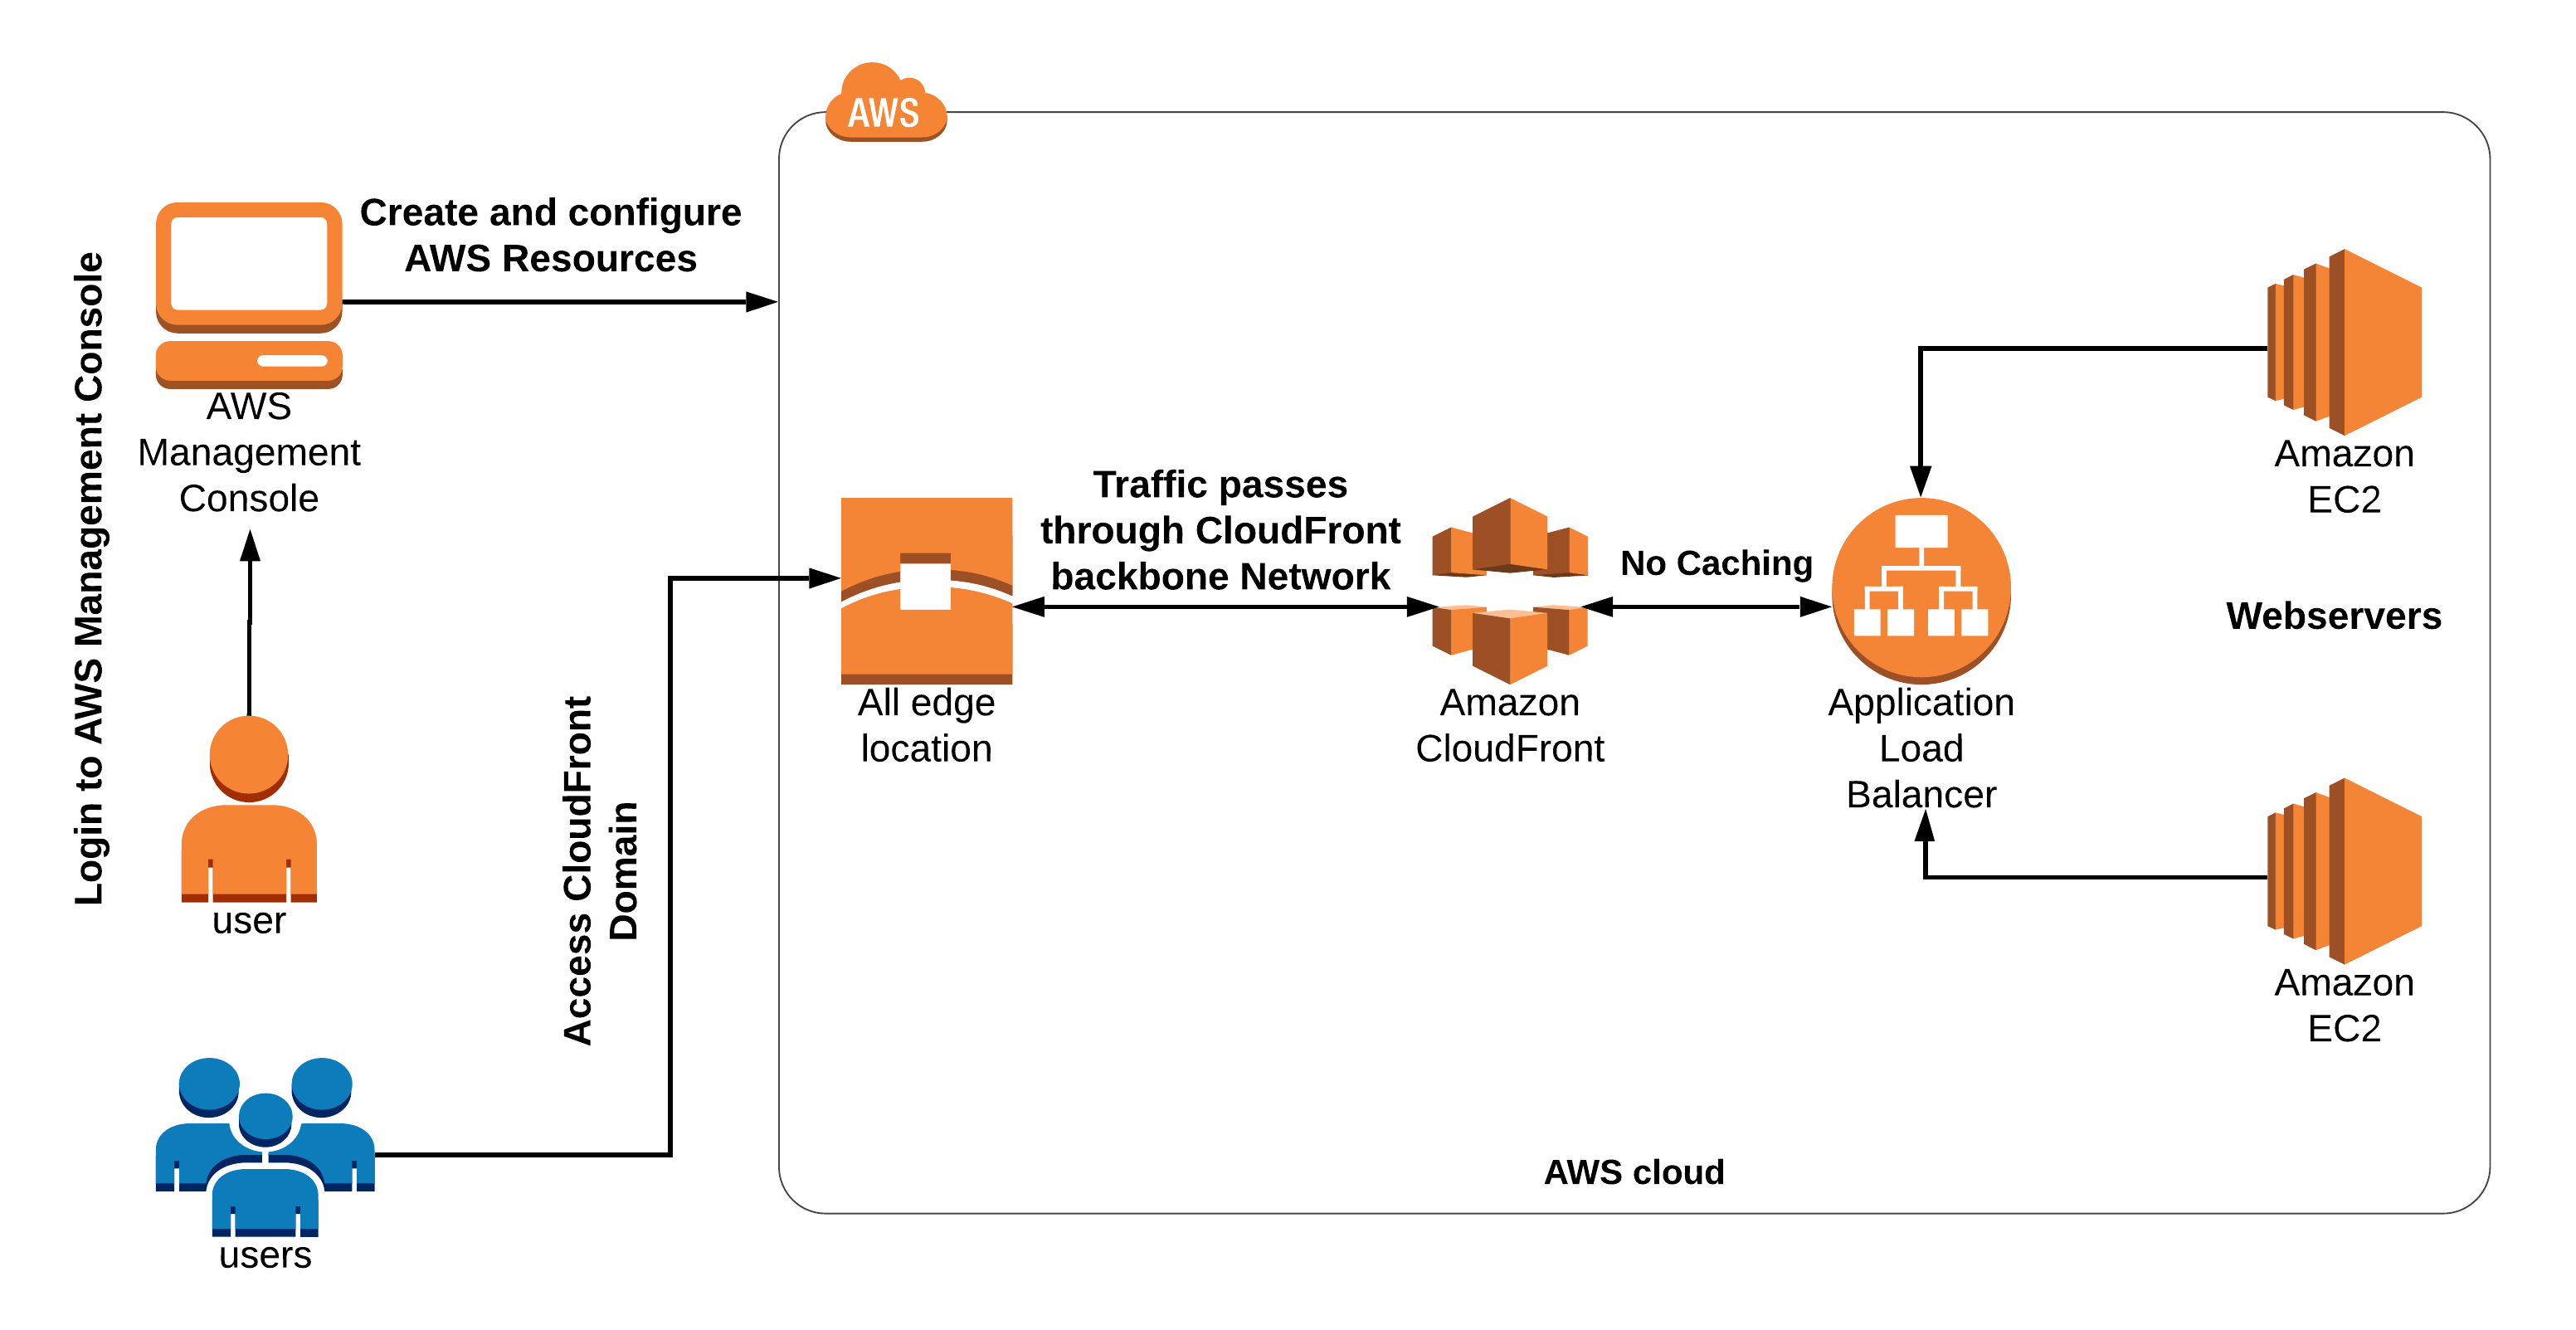 AWS
Create and configure
AWS Resources
Login to AWS Management Console
AWS
Management
Console
Amazon
EC2
Traffic passes
through CloudFront
backbone Network
No Caching
Webservers
All edge
location
Amazon
CloudFront
Application
Load
Balancer
Access CloudFront
Domain
user
Amazon
EC2
AWS cloud
users